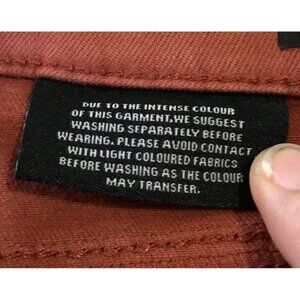 DUE TO THE INTENSE COLOUR
OF THIS GARMENT,WE SUGGEST
WASHING SEPARATELY BEFORE
WEARING. PLEASE AVOID CONTACT
WITH LIGHT COLOURED FABRICS
BEFORE WASHING AS THE COLOUR
MAY TRANSFER.